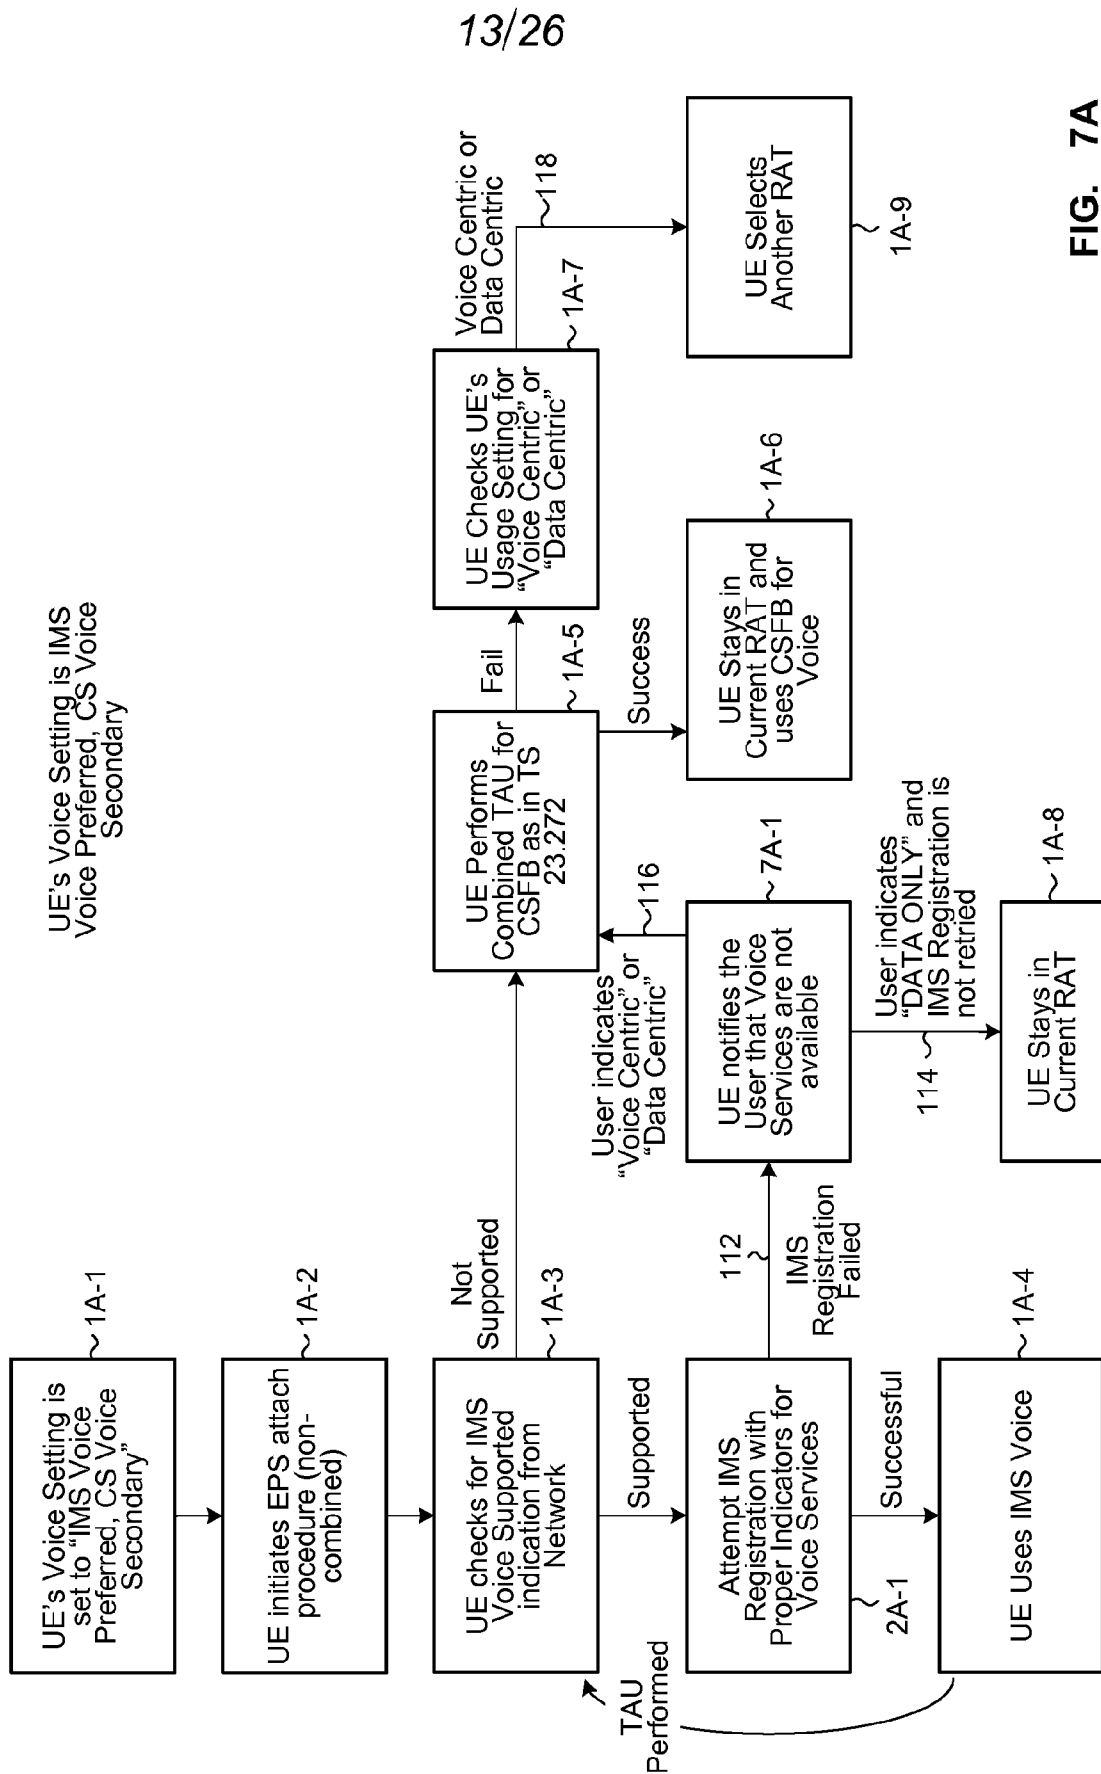 13/26
UE's Voice Setting is IMS
Voice Preferred, CS Voice
Secondary
UE's Voice Setting is
set to “IMS Voice
Preferred, CS Voice
Secondary”
1A-1
UE initiates EPS attach
procedure (non-
combined)
1A-2
UE checks for IMS
Voice Supported
indication from
Network
1A-3
Not
Supported
UE Performs
Combined TAU for
CSFB as in TS
23.272
1A-5
Fail
UE Checks UE's
Usage Setting for
“Voice Centric” or
“Data Centric”
1A-7
Voice Centric or
Data Centric
118
Supported
User indicates
“Voice Centric” or
“Data Centric”
116
Success
Attempt IMS
Registration with
Proper Indicators for
Voice Services
2A-1
112
IMS
Registration
Failed
UE notifies the
User that Voice
Services are not
available
7A-1
UE Stays in
Current RAT and
uses CSFB for
Voice
1A-6
UE Selects
Another RAT
1A-9
TAU
Performed
Successful
114
User indicates
“DATA ONLY” and
IMS Registration is
not retried
UE Uses IMS Voice
1A-4
UE Stays in
Current RAT
1A-8
FIG. 7A